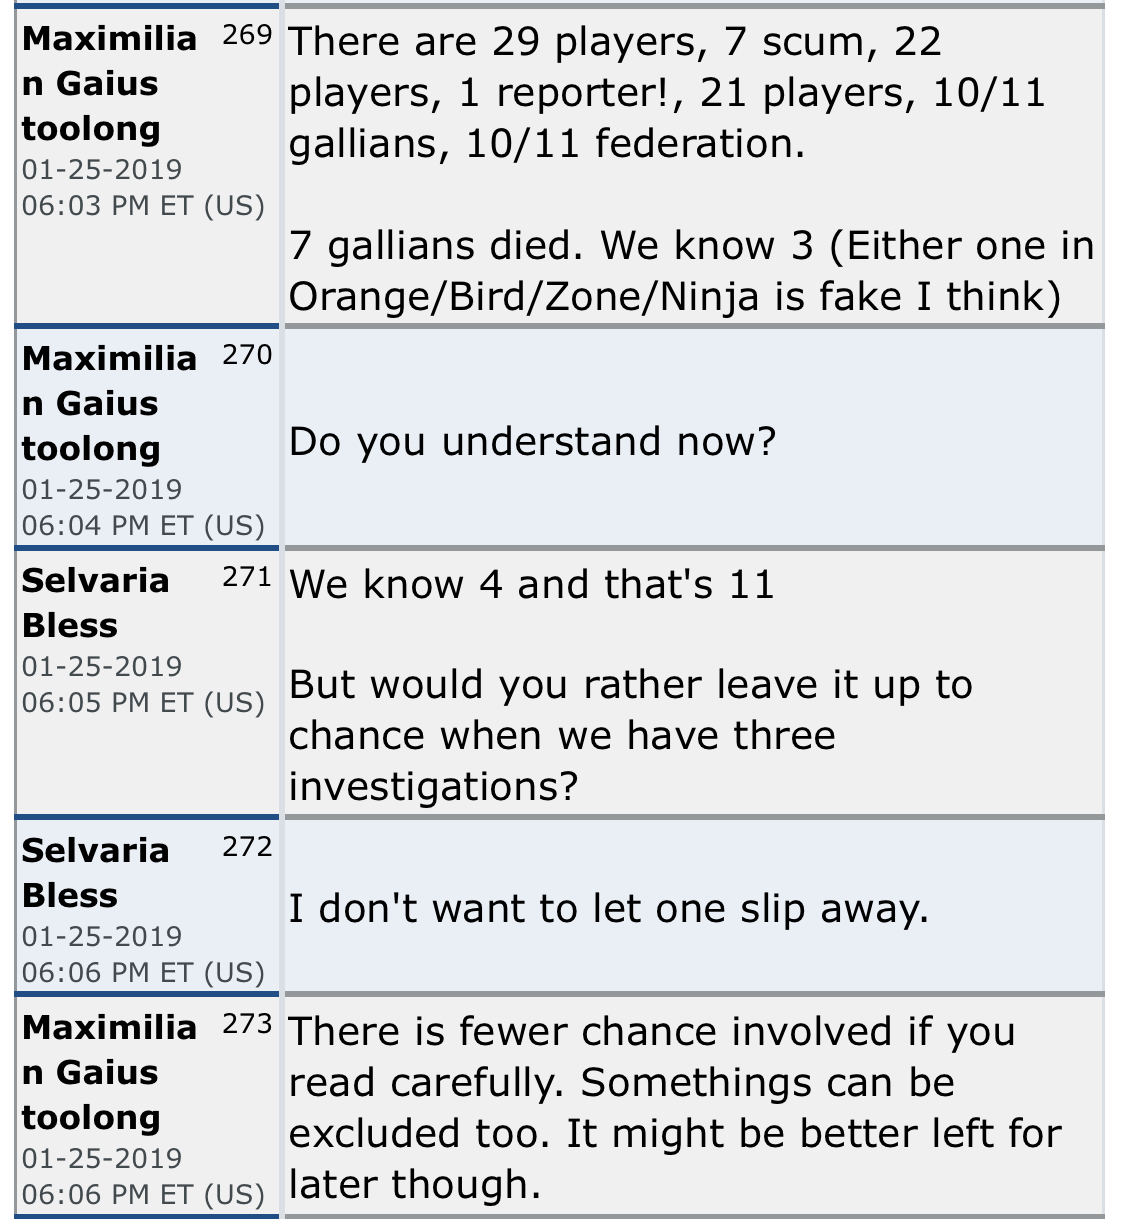 Maximilia 269
n Gaius
toolong
01-25-2019
06:03 PM ET (US)
There are 29 players, 7 scum, 22
players, 1 reporter!, 21 players, 10/11
gallians, 10/11 federation.
7 gallians died. We know 3 (Either one in
Orange/Bird/Zone/Ninja is fake I think)
Maximilia 270
n Gaius
toolong
01-25-2019
06:04 PM ET (US)
Do you understand now?
Selvaria 271
Bless
01-25-2019
06:05 PM ET (US)
We know 4 and that's 11
But would you rather leave it up to
chance when we have three
investigations?
Selvaria 272
Bless
01-25-2019
06:06 PM ET (US)
I don't want to let one slip away.
Maximilia 273
n Gaius
toolong
01-25-2019
06:06 PM ET (US)
There is fewer chance involved if you
read carefully. Somethings can be
excluded too. It might be better left for
later though.